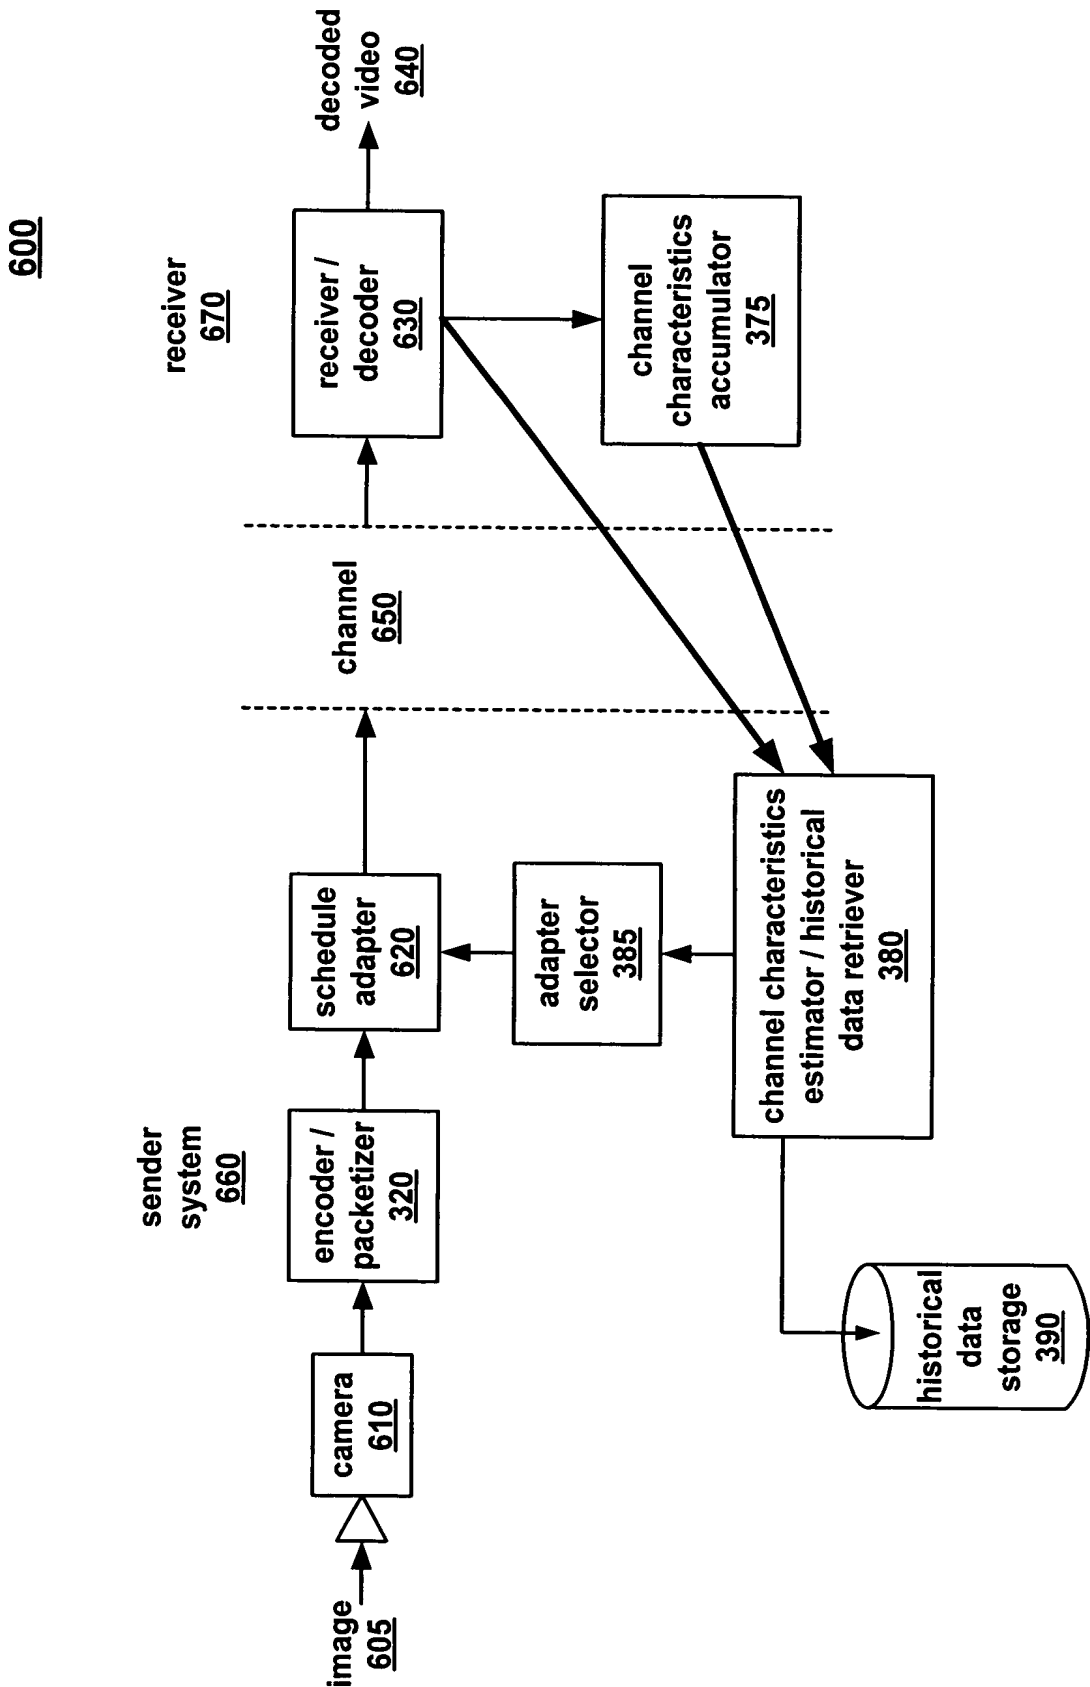 600
sender
system
660
receiver
670
image
605
camera
610
encoder /
packetizer
320
schedule
adapter
620
channel
650
receiver /
decoder
630
decoded
video
640
adapter
selector
385
channel
characteristics
accumulator
375
channel characteristics
estimator / historical
data retriever
380
historical
data
storage
390